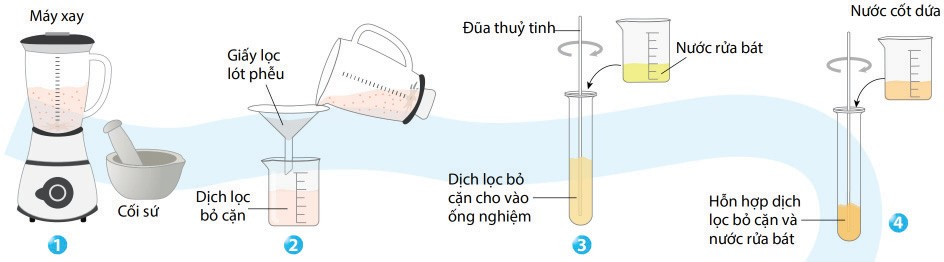 Máy xay
Cối sứ
1
Giấy lọc
lót phễu
Dịch lọc
bỏ cặn
2
Đũa thuỷ tinh
Nước rửa bát
Dịch lọc bỏ
cặn cho vào
ống nghiệm
3
Nước cốt dứa
Hỗn hợp dịch
lọc bỏ cặn và
nước rửa bát
4